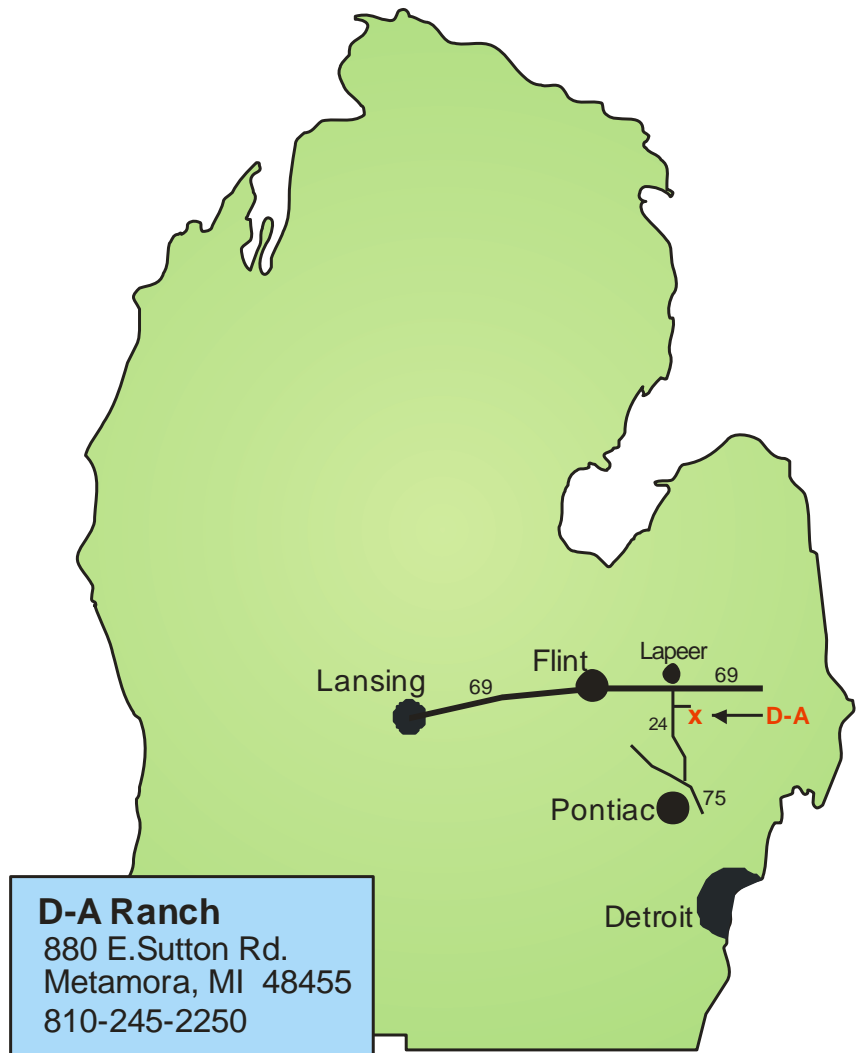 Lapeer
Flint
69
Lansing
69
x
D-A
24
75
Pontiac
Detroit
D-A Ranch
880 E.Sutton Rd.
Metamora, MI 48455
810-245-2250